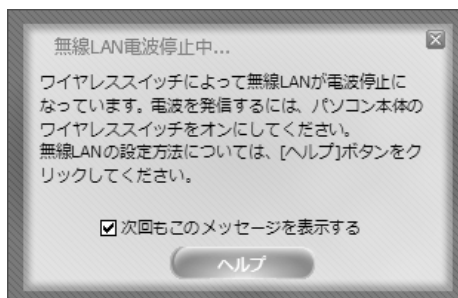 無線LAN電波停止中...
ワイヤレススイッチによって無線LANが電波停止に
なっています。電波を発信するには、パソコン本体の
ワイヤレススイッチをオンにしてください。
無線LANの設定方法については、[ヘルプ]ボタンをク
リックしてください。
次回もこのメッセージを表示する
ヘルプ